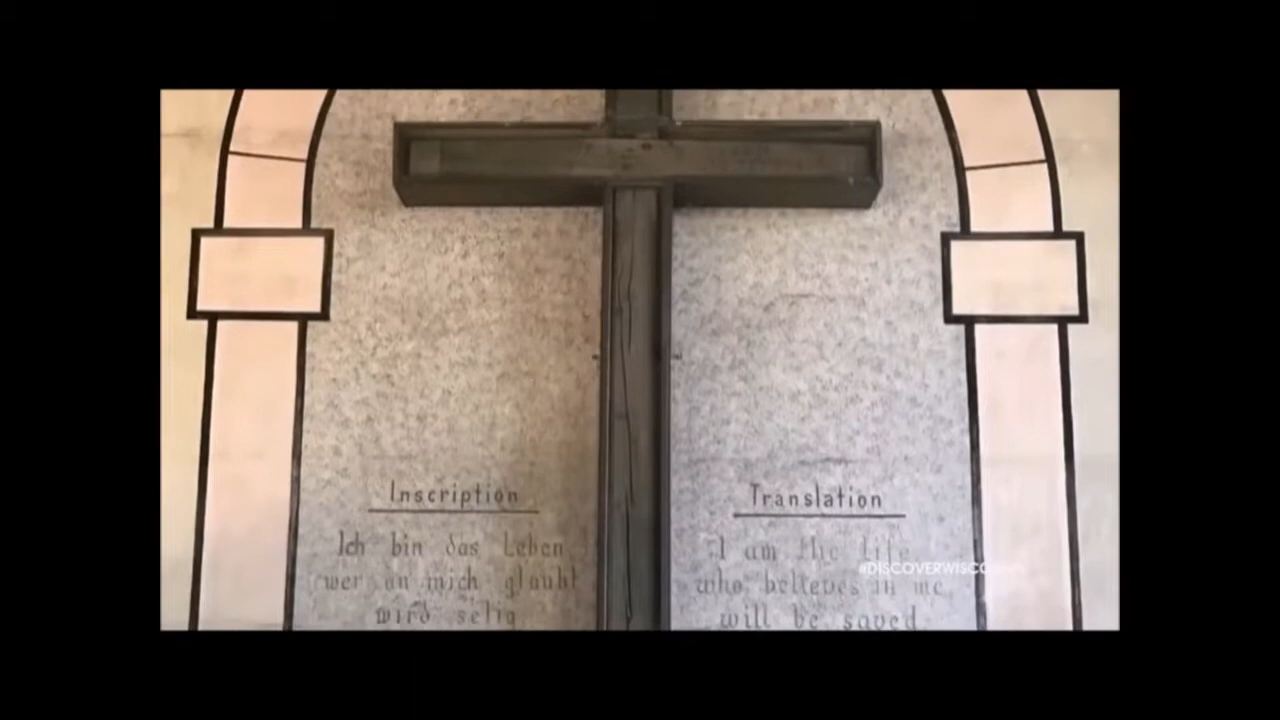 Inscription
Ich bin das Leben
wer an mich glaubt
wird selig
Translation
I am the Life
who believes in me
will be saved.
#DISCOVERWISCO